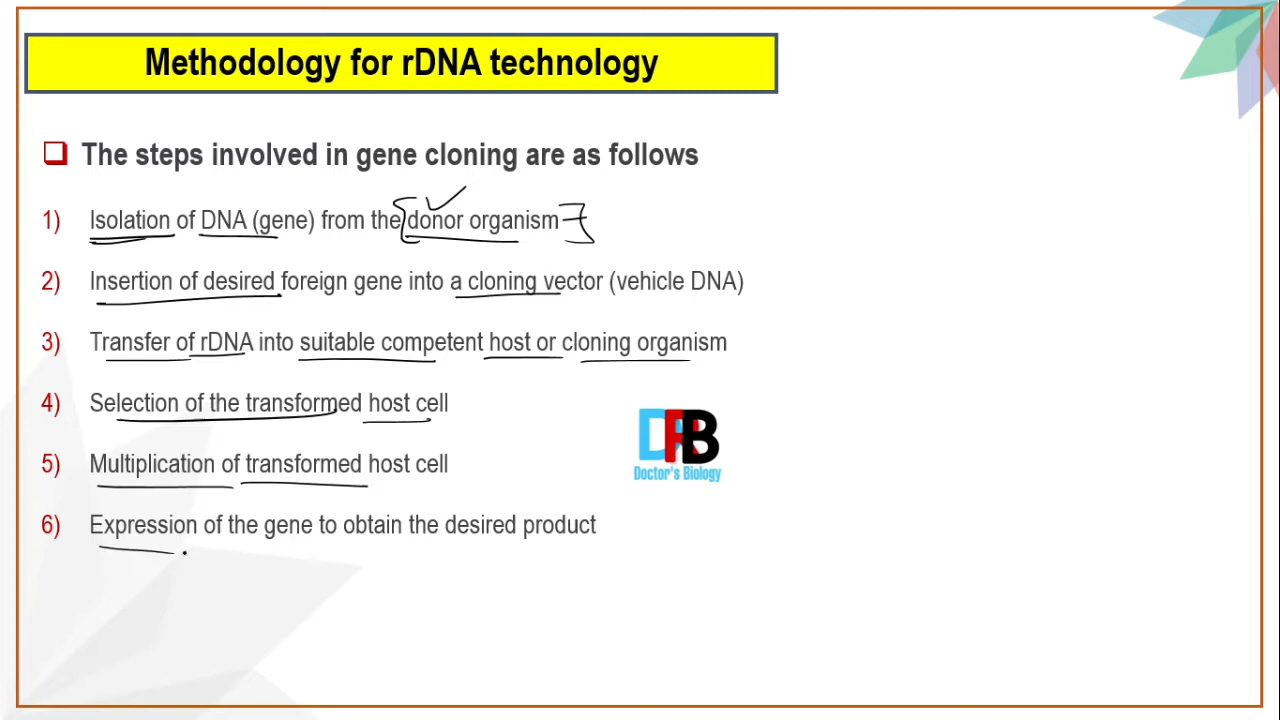 Methodology for rDNA technology
The steps involved in gene cloning are as follows
1) Isolation of DNA (gene) from the donor organism
2) Insertion of desired foreign gene into a cloning vector (vehicle DNA)
3) Transfer of rDNA into suitable competent host or cloning organism
4) Selection of the transformed host cell
5) Multiplication of transformed host cell
6) Expression of the gene to obtain the desired product
DRB
Doctor's Biology